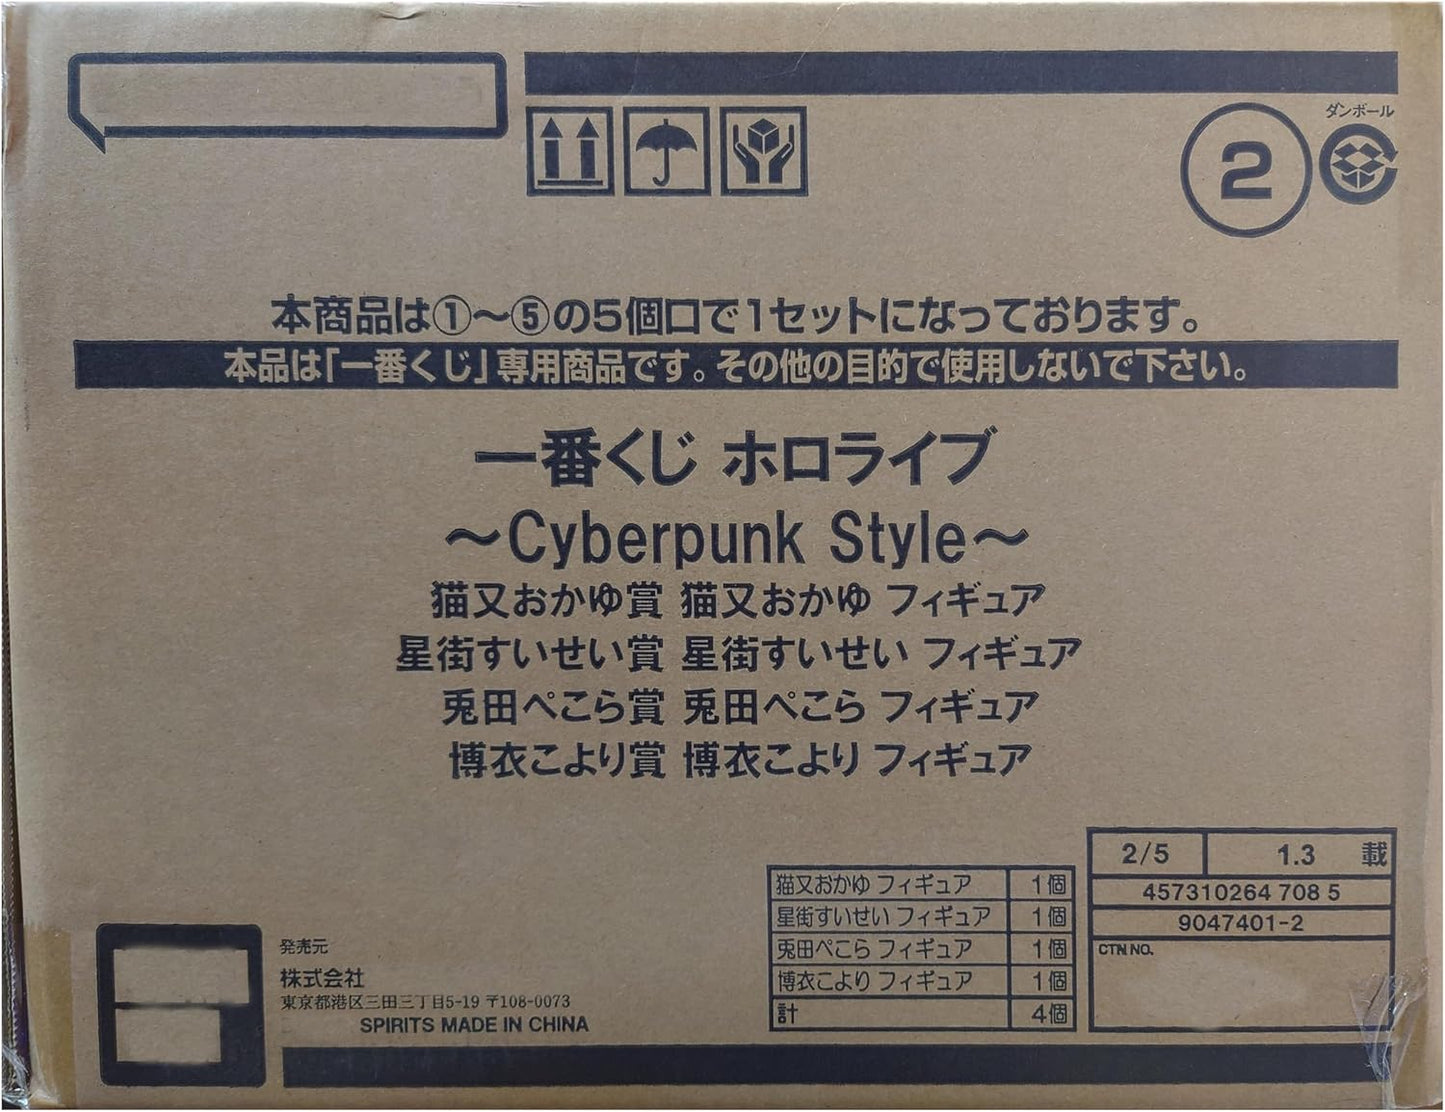 ダンボール
2
本商品は①～⑤の5個口で1セットになっております。
本品は「一番くじ」専用商品です。その他の目的で使用しないで下さい。
一番くじ ホロライブ
～Cyberpunk Style～
猫又おかゆ賞 猫又おかゆ フィギュア
星街すいせい賞 星街すいせい フィギュア
兎田ぺこら賞 兎田ぺこら フィギュア
博衣こより賞 博衣こより フィギュア
2/5 1.3 載
457310264 708 5
9047401-2
CTN NO.
猫又おかゆ フィギュア 1個
星街すいせい フィギュア 1個
兎田ぺこら フィギュア 1個
博衣こより フィギュア 1個
計 4個
発売元
株式会社
東京都港区三田三丁目5-19 〒108-0073
SPIRITS MADE IN CHINA